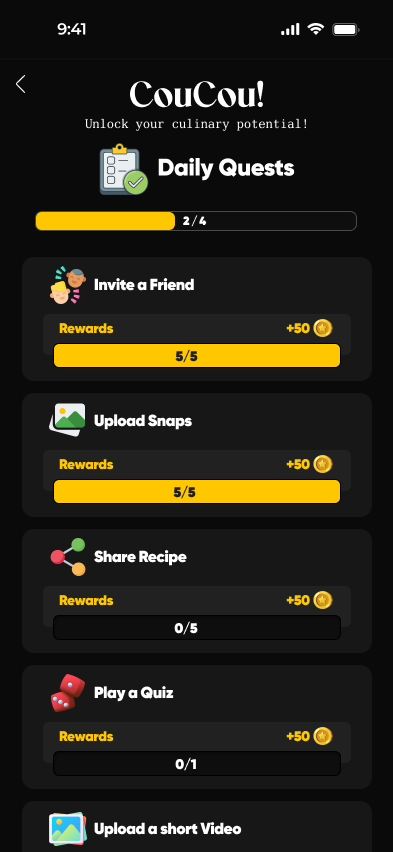 9:41
CouCou!
Unlock your culinary potential!
Daily Quests
2/4
Invite a Friend
Rewards +50
5/5
Upload Snaps
Rewards +50
5/5
Share Recipe
Rewards +50
0/5
Play a Quiz
Rewards +50
0/1
Upload a short Video